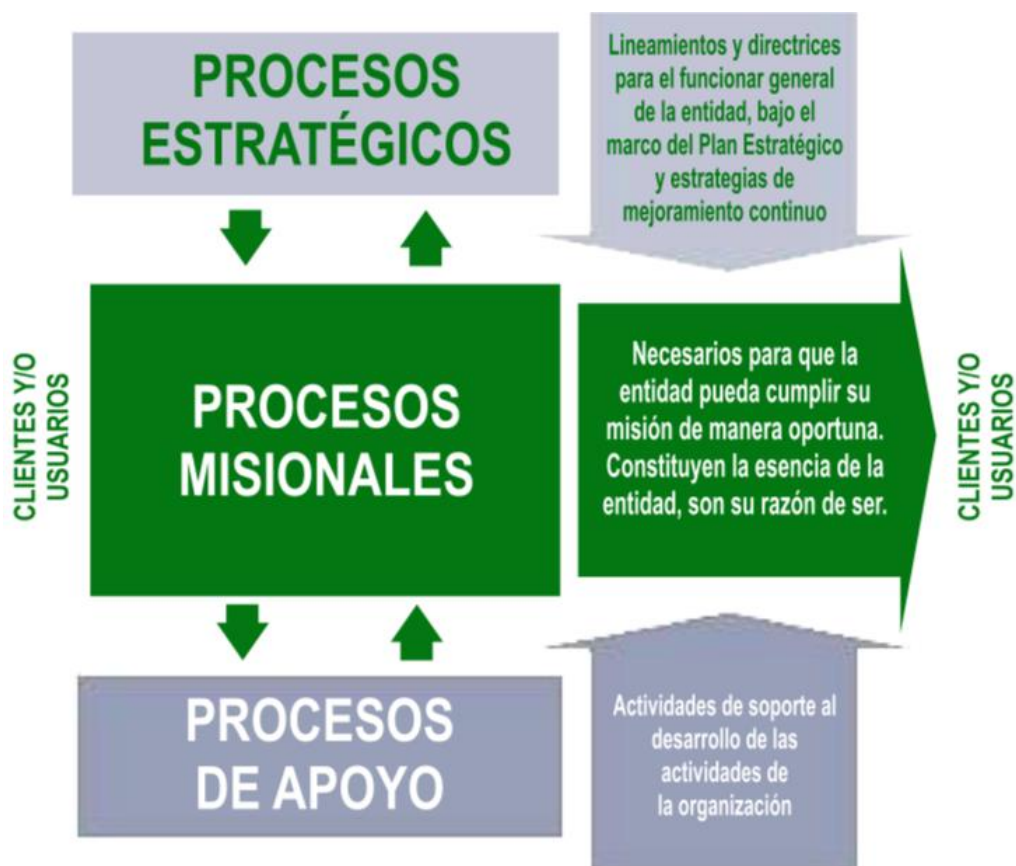 PROCESOS
ESTRATÉGICOS
Lineamientos y directrices
para el funcionar general
de la entidad, bajo el
marco del Plan Estratégico
y estrategias de
mejoramiento continuo
CLIENTES Y/O
USUARIOS
PROCESOS
MISIONALES
Necesarios para que la
entidad pueda cumplir su
misión de manera oportuna.
Constituyen la esencia de la
entidad, son su razón de ser.
CLIENTES Y/O
USUARIOS
PROCESOS
DE APOYO
Actividades de soporte al
desarrollo de las
actividades de
la organización